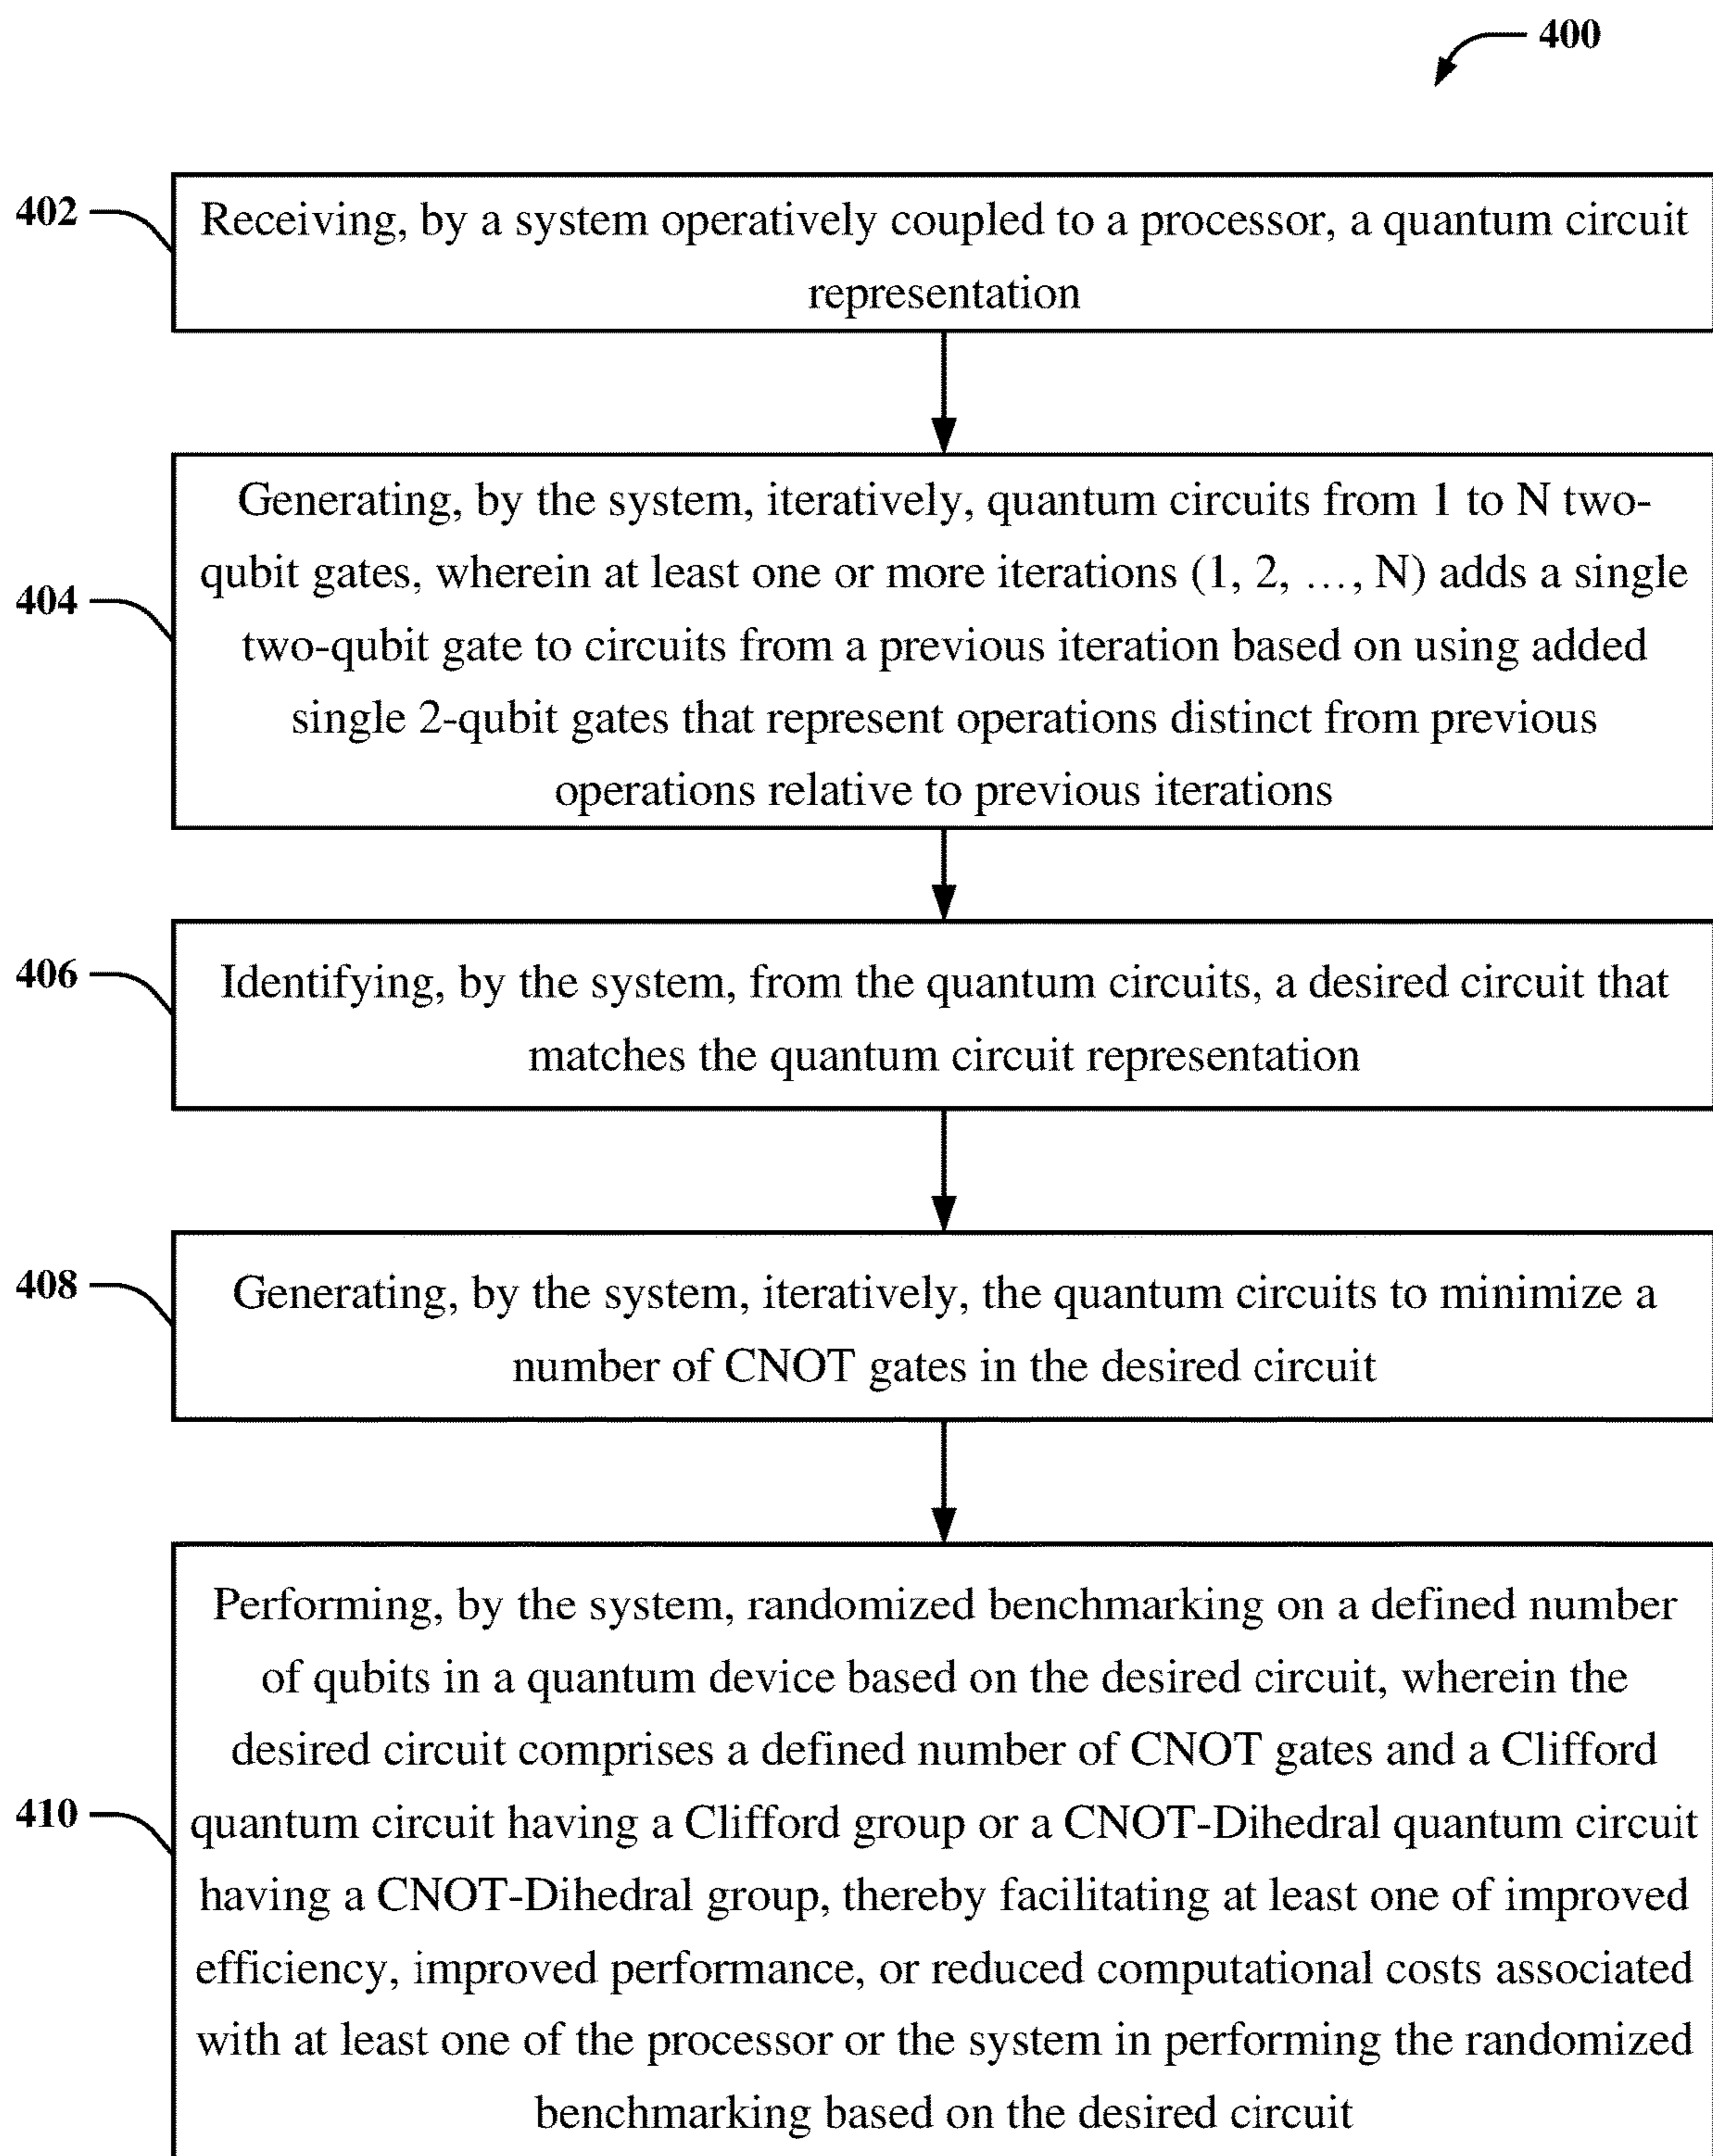 400
402
Receiving, by a system operatively coupled to a processor, a quantum circuit
representation
404
Generating, by the system, iteratively, quantum circuits from 1 to N two-
qubit gates, wherein at least one or more iterations (1, 2, …, N) adds a single
two-qubit gate to circuits from a previous iteration based on using added
single 2-qubit gates that represent operations distinct from previous
operations relative to previous iterations
406
Identifying, by the system, from the quantum circuits, a desired circuit that
matches the quantum circuit representation
408
Generating, by the system, iteratively, the quantum circuits to minimize a
number of CNOT gates in the desired circuit
410
Performing, by the system, randomized benchmarking on a defined number
of qubits in a quantum device based on the desired circuit, wherein the
desired circuit comprises a defined number of CNOT gates and a Clifford
quantum circuit having a Clifford group or a CNOT-Dihedral quantum circuit
having a CNOT-Dihedral group, thereby facilitating at least one of improved
efficiency, improved performance, or reduced computational costs associated
with at least one of the processor or the system in performing the randomized
benchmarking based on the desired circuit